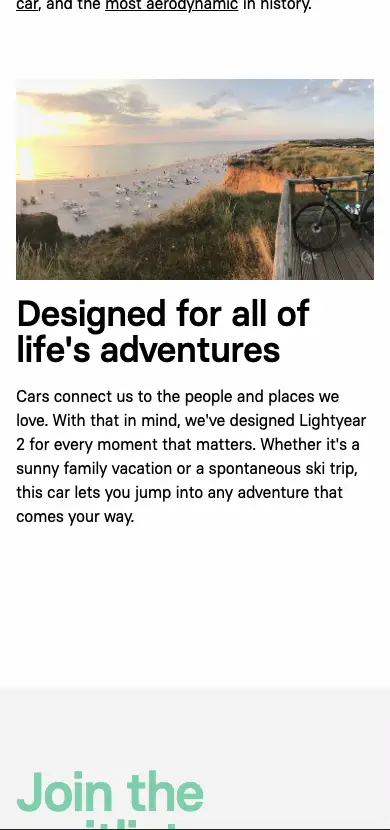 car, and the most aerodynamic in history.
Designed for all of
life's adventures
Cars connect us to the people and places we
love. With that in mind, we've designed Lightyear
2 for every moment that matters. Whether it's a
sunny family vacation or a spontaneous ski trip,
this car lets you jump into any adventure that
comes your way.
Join the